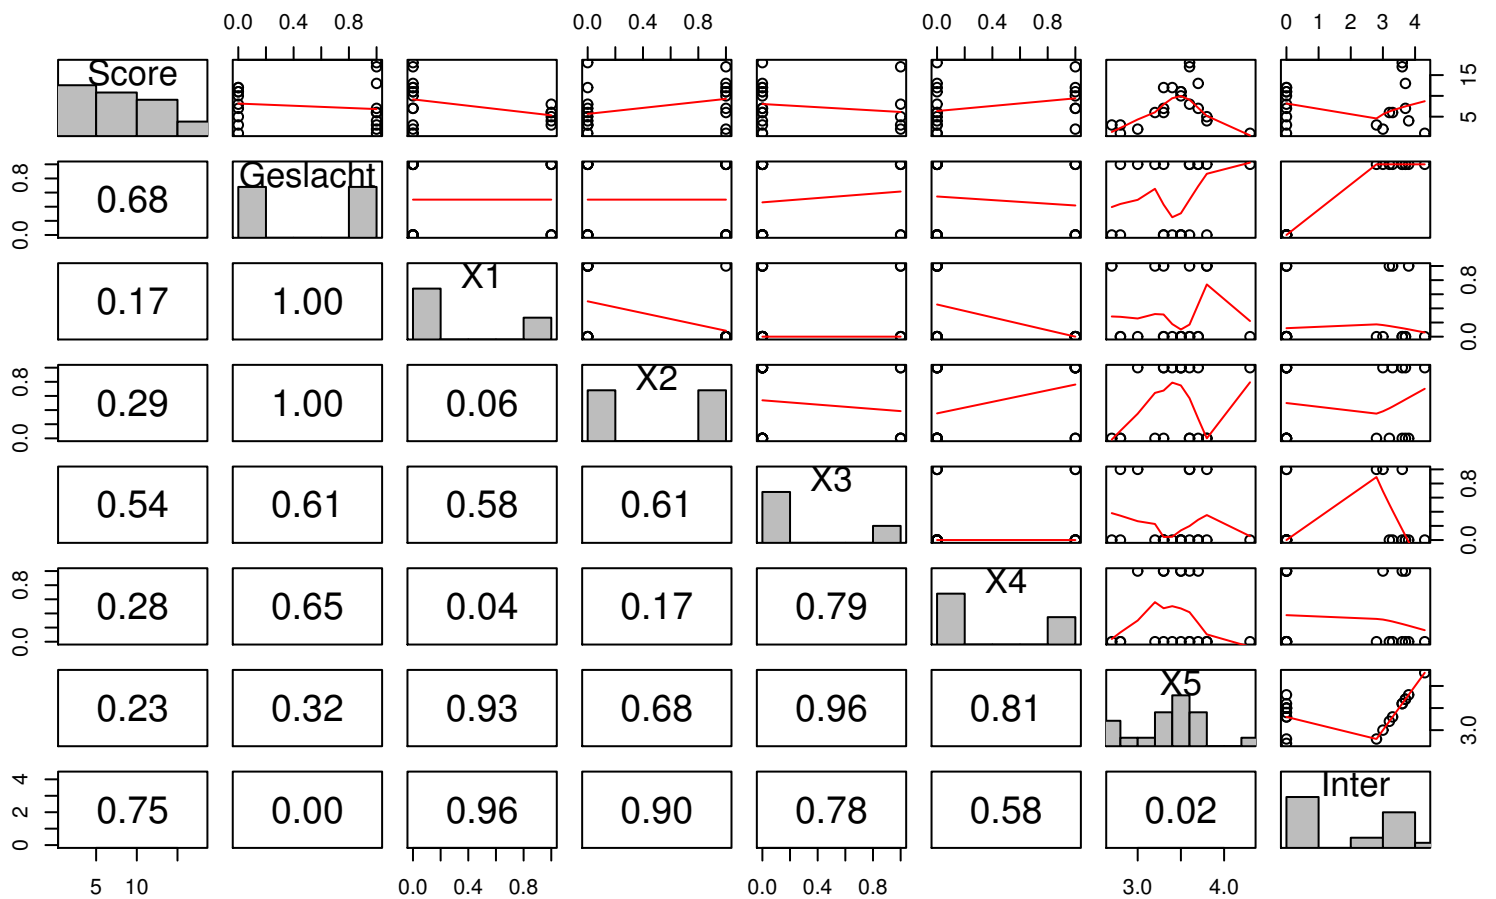 0.0 0.4 0.8 0.0 0.4 0.8 0.0 0.4 0.8 0 1 2 3 4
Score 5 15
0.0 0.8 0.68 Geslacht
0.17 1.00 X1 0.0 0.8
0.0 0.8 0.29 1.00 0.06 X2
0.54 0.61 0.58 0.61 X3 0.0 0.8
0.0 0.8 0.28 0.65 0.04 0.17 0.79 X4
0.23 0.32 0.93 0.68 0.96 0.81 X5 3.0
0 2 4 0.75 0.00 0.96 0.90 0.78 0.58 0.02 Inter
5 10 0.0 0.4 0.8 0.0 0.4 0.8 3.0 4.0